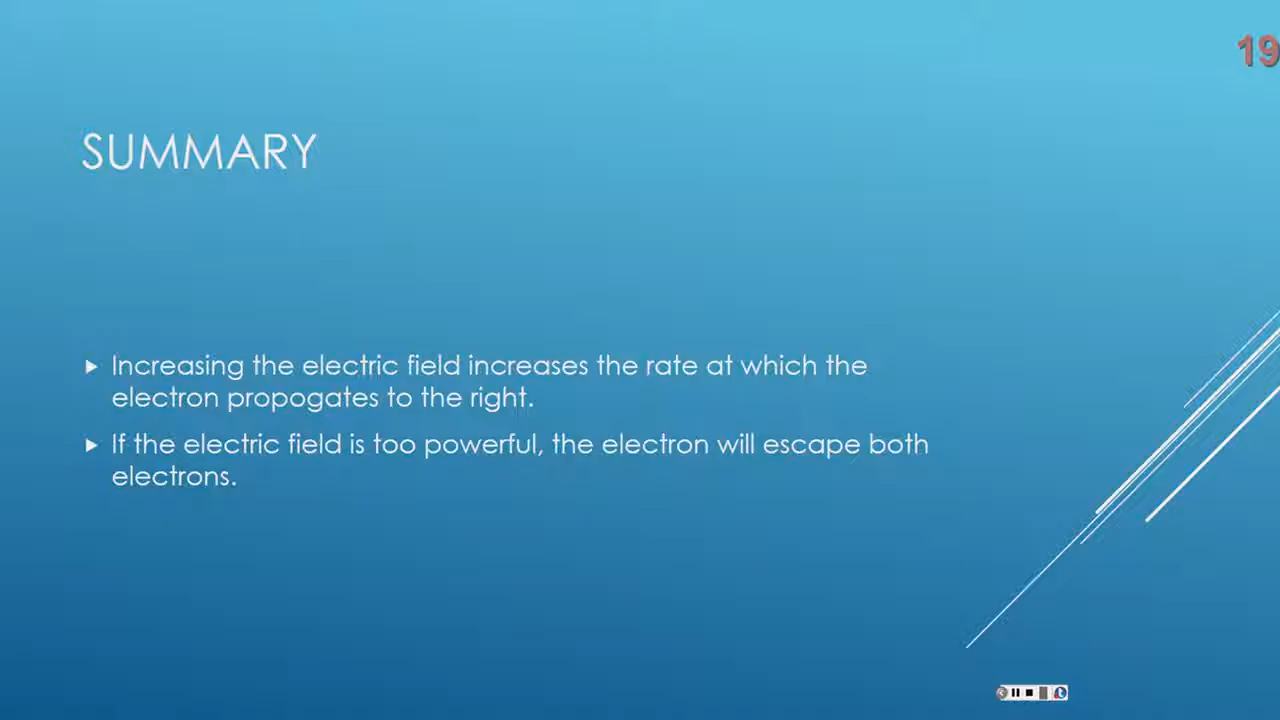 19
SUMMARY
Increasing the electric field increases the rate at which the
electron propogates to the right.
If the electric field is too powerful, the electron will escape both
electrons.